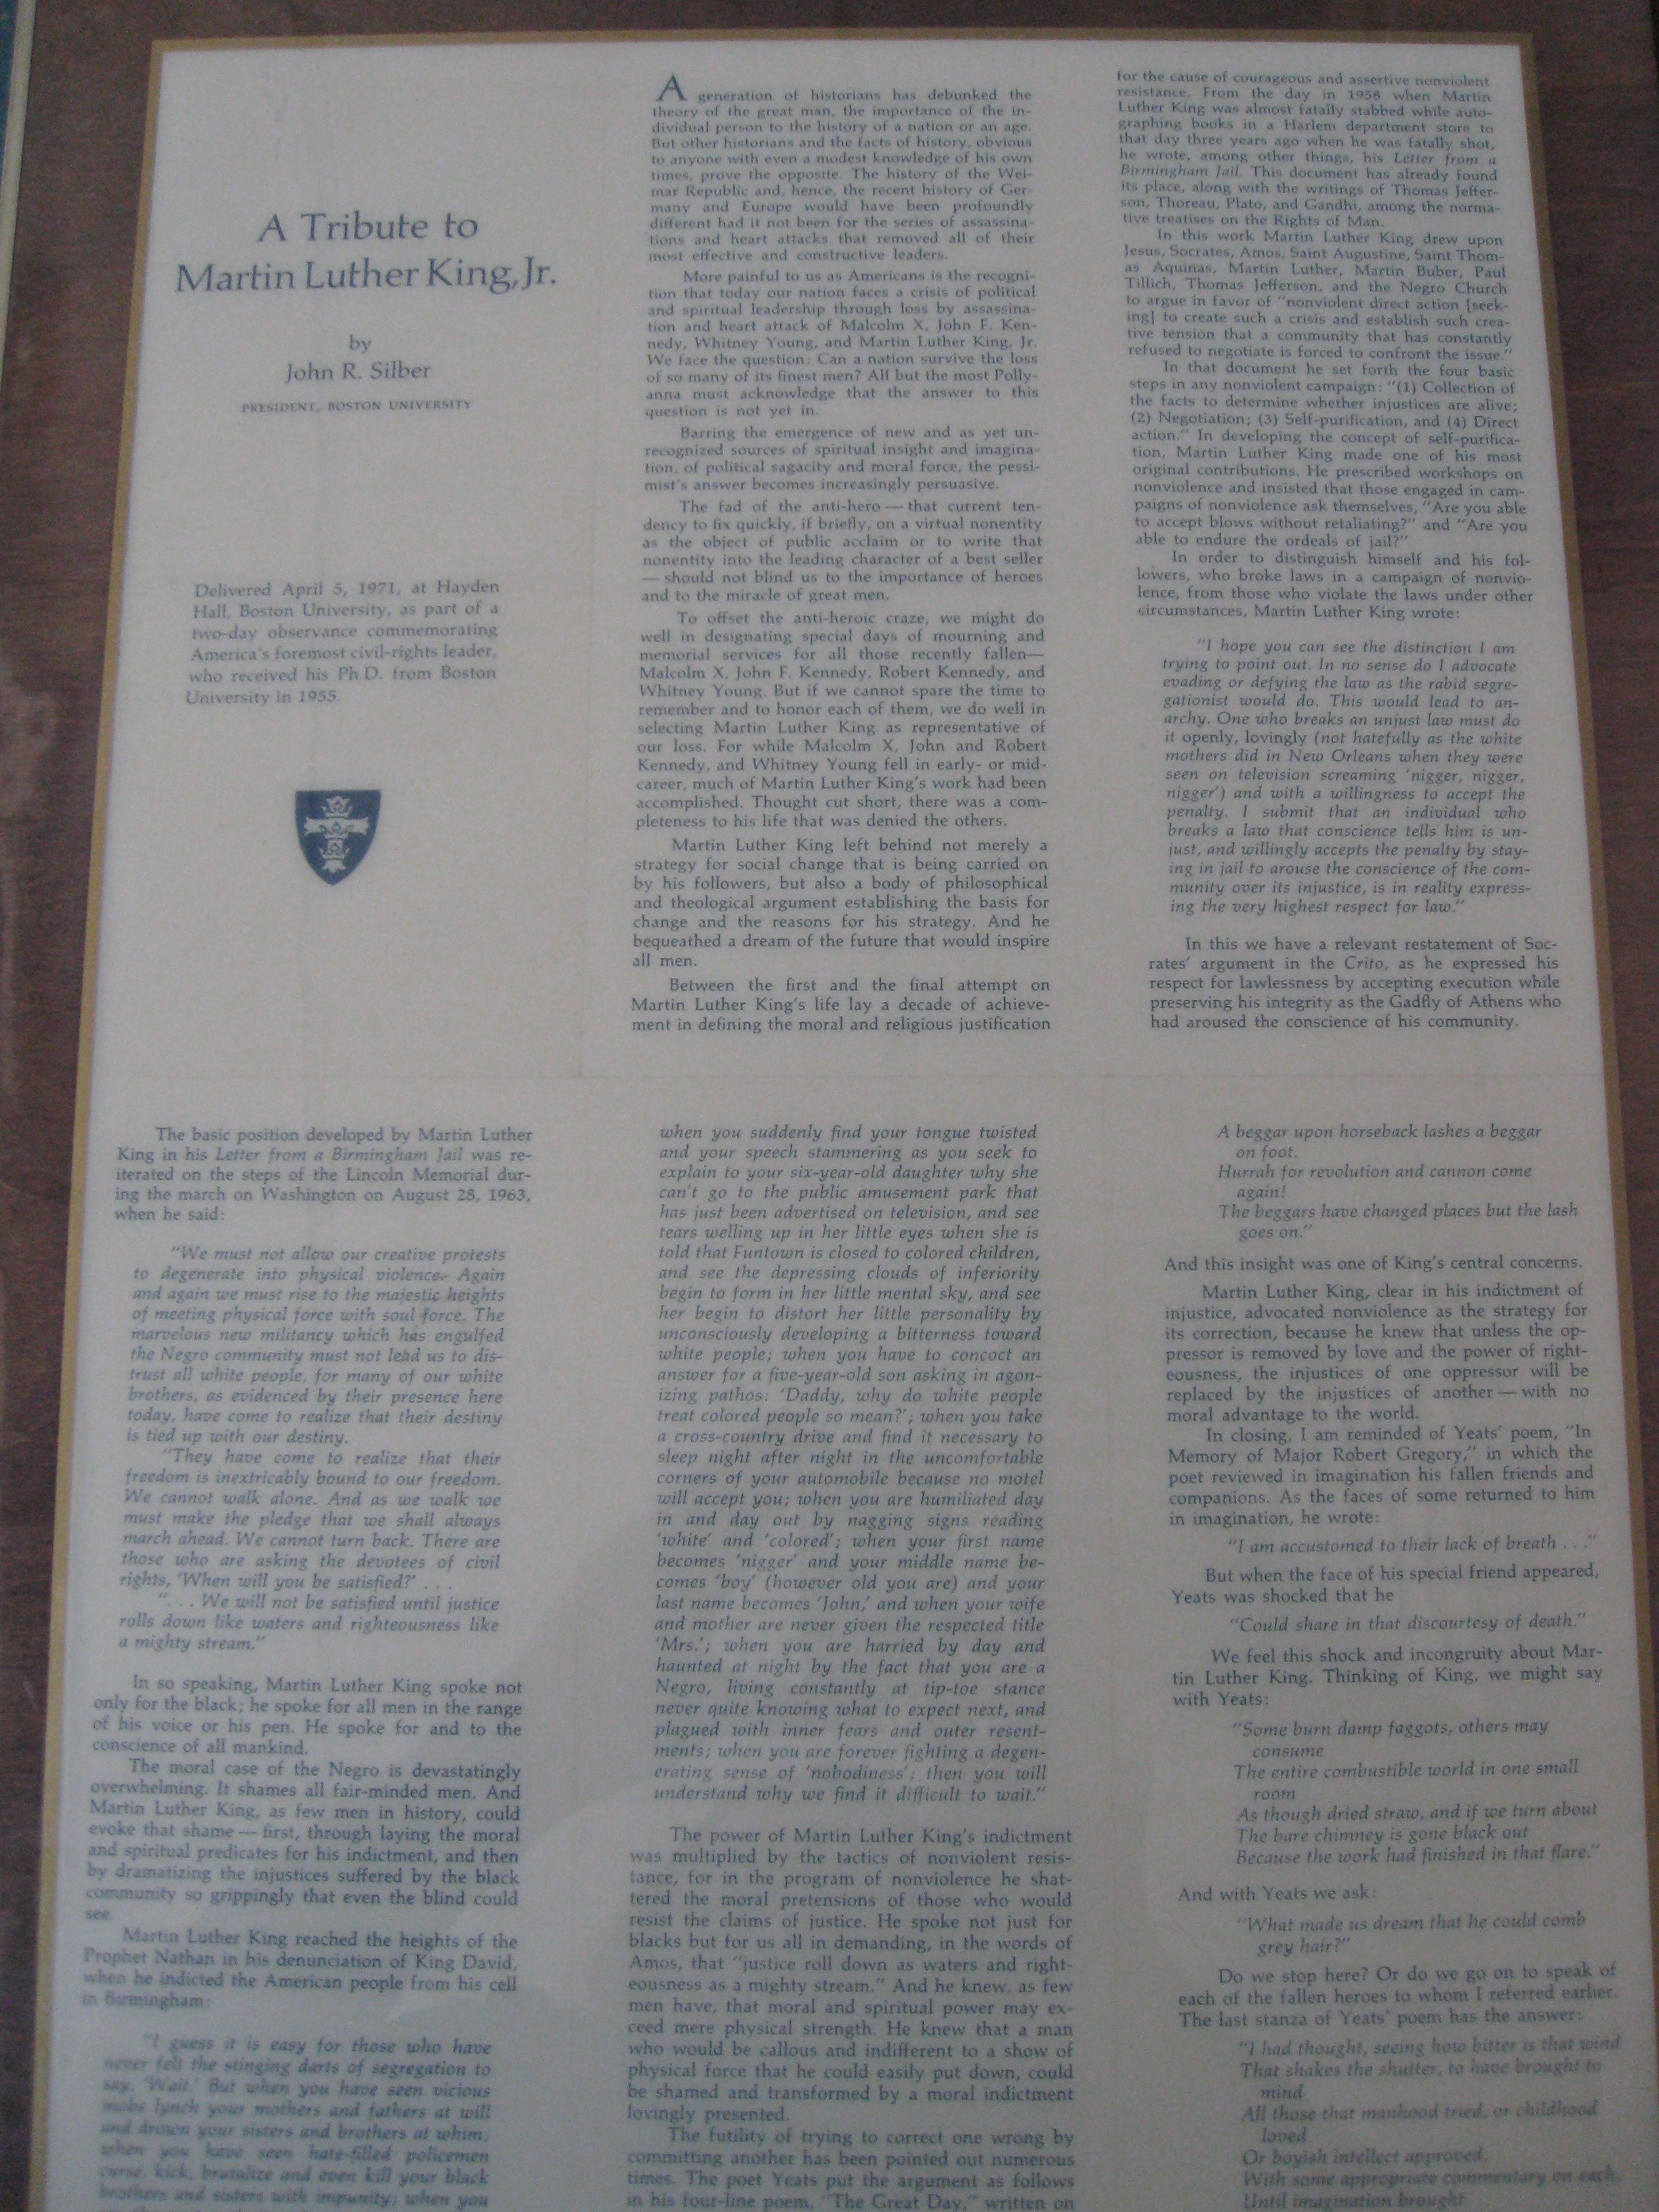 A Tribute to
Martin Luther King, Jr.
by
John R. Silber
PRESIDENT, BOSTON UNIVERSITY
Delivered April 5, 1971, at Hayden
Hall, Boston University, as part of a
two-day observance commemorating
America's foremost civil-rights leader,
who received his Ph.D. from Boston
University in 1955.
A generation of historians has debunked the
theory of the great man, the importance of the in-
dividual person to the history of a nation or an age.
But other historians and the facts of history, obvious
to anyone with even a modest knowledge of his own
times, prove the opposite. The history of the Wei-
mar Republic and, hence, the recent history of Ger-
many and Europe would have been profoundly
different had it not been for the series of assassina-
tions and heart attacks that removed all of their
most effective and constructive leaders.
More painful to us as Americans is the recogni-
tion that today our nation faces a crisis of political
and spiritual leadership through loss by assassina-
tion and heart attack of Malcolm X, John F. Ken-
nedy, Whitney Young, and Martin Luther King, Jr.
We face the question: Can a nation survive the loss
of so many of its finest men? All but the most Polly-
anna must acknowledge that the answer to this
question is not yet in.
Barring the emergence of new and as yet un-
recognized sources of spiritual insight and imagina-
tion, of political sagacity and moral force, the pessi-
mist's answer becomes increasingly persuasive.
The fad of the anti-hero — that current ten-
dency to fix quickly, if briefly, on a virtual nonentity
as the object of public acclaim or to write that
nonentity into the leading character of a best seller
— should not blind us to the importance of heroes
and to the miracle of great men.
To offset the anti-heroic craze, we might do
well in designating special days of mourning and
memorial services for all those recently fallen—
Malcolm X, John F. Kennedy, Robert Kennedy, and
Whitney Young. But if we cannot spare the time to
remember and to honor each of them, we do well in
selecting Martin Luther King as representative of
our loss. For while Malcolm X, John and Robert
Kennedy, and Whitney Young fell in early- or mid-
career, much of Martin Luther King's work had been
accomplished. Thought cut short, there was a com-
pleteness to his life that was denied the others.
Martin Luther King left behind not merely a
strategy for social change that is being carried on
by his followers, but also a body of philosophical
and theological argument establishing the basis for
change and the reasons for his strategy. And he
bequeathed a dream of the future that would inspire
all men.
Between the first and the final attempt on
Martin Luther King's life lay a decade of achieve-
ment in defining the moral and religious justification
for the cause of courageous and assertive nonviolent
resistance. From the day in 1958 when Martin
Luther King was almost fatally stabbed while auto-
graphing books in a Harlem department store to
that day three years ago when he was fatally shot,
he wrote, among other things, his Letter from a
Birmingham Jail. This document has already found
its place, along with the writings of Thomas Jeffer-
son, Thoreau, Plato, and Gandhi, among the norma-
tive treatises on the Rights of Man.
In this work Martin Luther King drew upon
Jesus, Socrates, Amos, Saint Augustine, Saint Thom-
as Aquinas, Martin Luther, Martin Buber, Paul
Tillich, Thomas Jefferson, and the Negro Church
to argue in favor of "nonviolent direct action [seek-
ing] to create such a crisis and establish such crea-
tive tension that a community that has constantly
refused to negotiate is forced to confront the issue."
In that document he set forth the four basic
steps in any nonviolent campaign: "(1) Collection of
the facts to determine whether injustices are alive;
(2) Negotiation; (3) Self-purification, and (4) Direct
action." In developing the concept of self-purifica-
tion, Martin Luther King made one of his most
original contributions. He prescribed workshops on
nonviolence and insisted that those engaged in cam-
paigns of nonviolence ask themselves, "Are you able
to accept blows without retaliating?" and "Are you
able to endure the ordeals of jail?"
In order to distinguish himself and his fol-
lowers, who broke laws in a campaign of nonvio-
lence, from those who violate the laws under other
circumstances, Martin Luther King wrote:
"I hope you can see the distinction I am
trying to point out. In no sense do I advocate
evading or defying the law as the rabid segre-
gationist would do. This would lead to an-
archy. One who breaks an unjust law must do
it openly, lovingly (not hatefully as the white
mothers did in New Orleans when they were
seen on television screaming 'nigger, nigger,
nigger') and with a willingness to accept the
penalty. I submit that an individual who
breaks a law that conscience tells him is un-
just, and willingly accepts the penalty by stay-
ing in jail to arouse the conscience of the com-
munity over its injustice, is in reality express-
ing the very highest respect for law."
In this we have a relevant restatement of Soc-
rates' argument in the Crito, as he expressed his
respect for lawlessness by accepting execution while
preserving his integrity as the Gadfly of Athens who
had aroused the conscience of his community.
The basic position developed by Martin Luther
King in his Letter from a Birmingham Jail was re-
iterated on the steps of the Lincoln Memorial dur-
ing the march on Washington on August 28, 1963,
when he said:
"We must not allow our creative protests
to degenerate into physical violence. Again
and again we must rise to the majestic heights
of meeting physical force with soul force. The
marvelous new militancy which has engulfed
the Negro community must not lead us to dis-
trust all white people, for many of our white
brothers, as evidenced by their presence here
today, have come to realize that their destiny
is tied up with our destiny.
"They have come to realize that their
freedom is inextricably bound to our freedom.
We cannot walk alone. And as we walk we
must make the pledge that we shall always
march ahead. We cannot turn back. There are
those who are asking the devotees of civil
rights, 'When will you be satisfied?' . . .
". . . We will not be satisfied until justice
rolls down like waters and righteousness like
a mighty stream."
In so speaking, Martin Luther King spoke not
only for the black; he spoke for all men in the range
of his voice or his pen. He spoke for and to the
conscience of all mankind.
The moral case of the Negro is devastatingly
overwhelming. It shames all fair-minded men. And
Martin Luther King, as few men in history, could
evoke that shame — first, through laying the moral
and spiritual predicates for his indictment, and then
by dramatizing the injustices suffered by the black
community so grippingly that even the blind could
see.
Martin Luther King reached the heights of the
Prophet Nathan in his denunciation of King David,
when he indicted the American people from his cell
in Birmingham:
"I guess it is easy for those who have
never felt the stinging darts of segregation to
say, 'Wait.' But when you have seen vicious
mobs lynch your mothers and fathers at will
and drown your sisters and brothers at whim;
when you have seen hate-filled policemen
curse, kick, brutalize and even kill your black
brothers and sisters with impunity; when you
when you suddenly find your tongue twisted
and your speech stammering as you seek to
explain to your six-year-old daughter why she
can't go to the public amusement park that
has just been advertised on television, and see
tears welling up in her little eyes when she is
told that Funtown is closed to colored children,
and see the depressing clouds of inferiority
begin to form in her little mental sky, and see
her begin to distort her little personality by
unconsciously developing a bitterness toward
white people; when you have to concoct an
answer for a five-year-old son asking in agon-
izing pathos: 'Daddy, why do white people
treat colored people so mean?'; when you take
a cross-country drive and find it necessary to
sleep night after night in the uncomfortable
corners of your automobile because no motel
will accept you; when you are humiliated day
in and day out by nagging signs reading
'white' and 'colored'; when your first name
becomes 'nigger' and your middle name be-
comes 'boy' (however old you are) and your
last name becomes 'John,' and when your wife
and mother are never given the respected title
'Mrs.'; when you are harried by day and
haunted at night by the fact that you are a
Negro, living constantly at tip-toe stance
never quite knowing what to expect next, and
plagued with inner fears and outer resent-
ments; when you are forever fighting a degen-
erating sense of 'nobodiness'; then you will
understand why we find it difficult to wait."
The power of Martin Luther King's indictment
was multiplied by the tactics of nonviolent resis-
tance, for in the program of nonviolence he shat-
tered the moral pretensions of those who would
resist the claims of justice. He spoke not just for
blacks but for us all in demanding, in the words of
Amos, that "justice roll down as waters and right-
eousness as a mighty stream." And he knew, as few
men have, that moral and spiritual power may ex-
ceed mere physical strength. He knew that a man
who would be callous and indifferent to a show of
physical force that he could easily put down, could
be shamed and transformed by a moral indictment
lovingly presented.
The futility of trying to correct one wrong by
committing another has been pointed out numerous
times. The poet Yeats put the argument as follows
in his four-line poem, "The Great Day," written on
A beggar upon horseback lashes a beggar
on foot.
Hurrah for revolution and cannon come
again!
The beggars have changed places but the lash
goes on."
And this insight was one of King's central concerns.
Martin Luther King, clear in his indictment of
injustice, advocated nonviolence as the strategy for
its correction, because he knew that unless the op-
pressor is removed by love and the power of right-
eousness, the injustices of one oppressor will be
replaced by the injustices of another — with no
moral advantage to the world.
In closing, I am reminded of Yeats' poem, "In
Memory of Major Robert Gregory," in which the
poet reviewed in imagination his fallen friends and
companions. As the faces of some returned to him
in imagination, he wrote:
"I am accustomed to their lack of breath . . ."
But when the face of his special friend appeared,
Yeats was shocked that he
"Could share in that discourtesy of death."
We feel this shock and incongruity about Mar-
tin Luther King. Thinking of King, we might say
with Yeats:
"Some burn damp faggots, others may
consume
The entire combustible world in one small
room
As though dried straw, and if we turn about
The bare chimney is gone black out
Because the work had finished in that flare."
And with Yeats we ask:
"What made us dream that he could comb
grey hair?"
Do we stop here? Or do we go on to speak of
each of the fallen heroes to whom I referred earlier.
The last stanza of Yeats' poem has the answer:
"I had thought, seeing how bitter is that wind
That shakes the shutter, to have brought to
mind
All those that manhood tried, or childhood
loved
Or boyish intellect approved,
With some appropriate commentary on each,
Until imagination brought